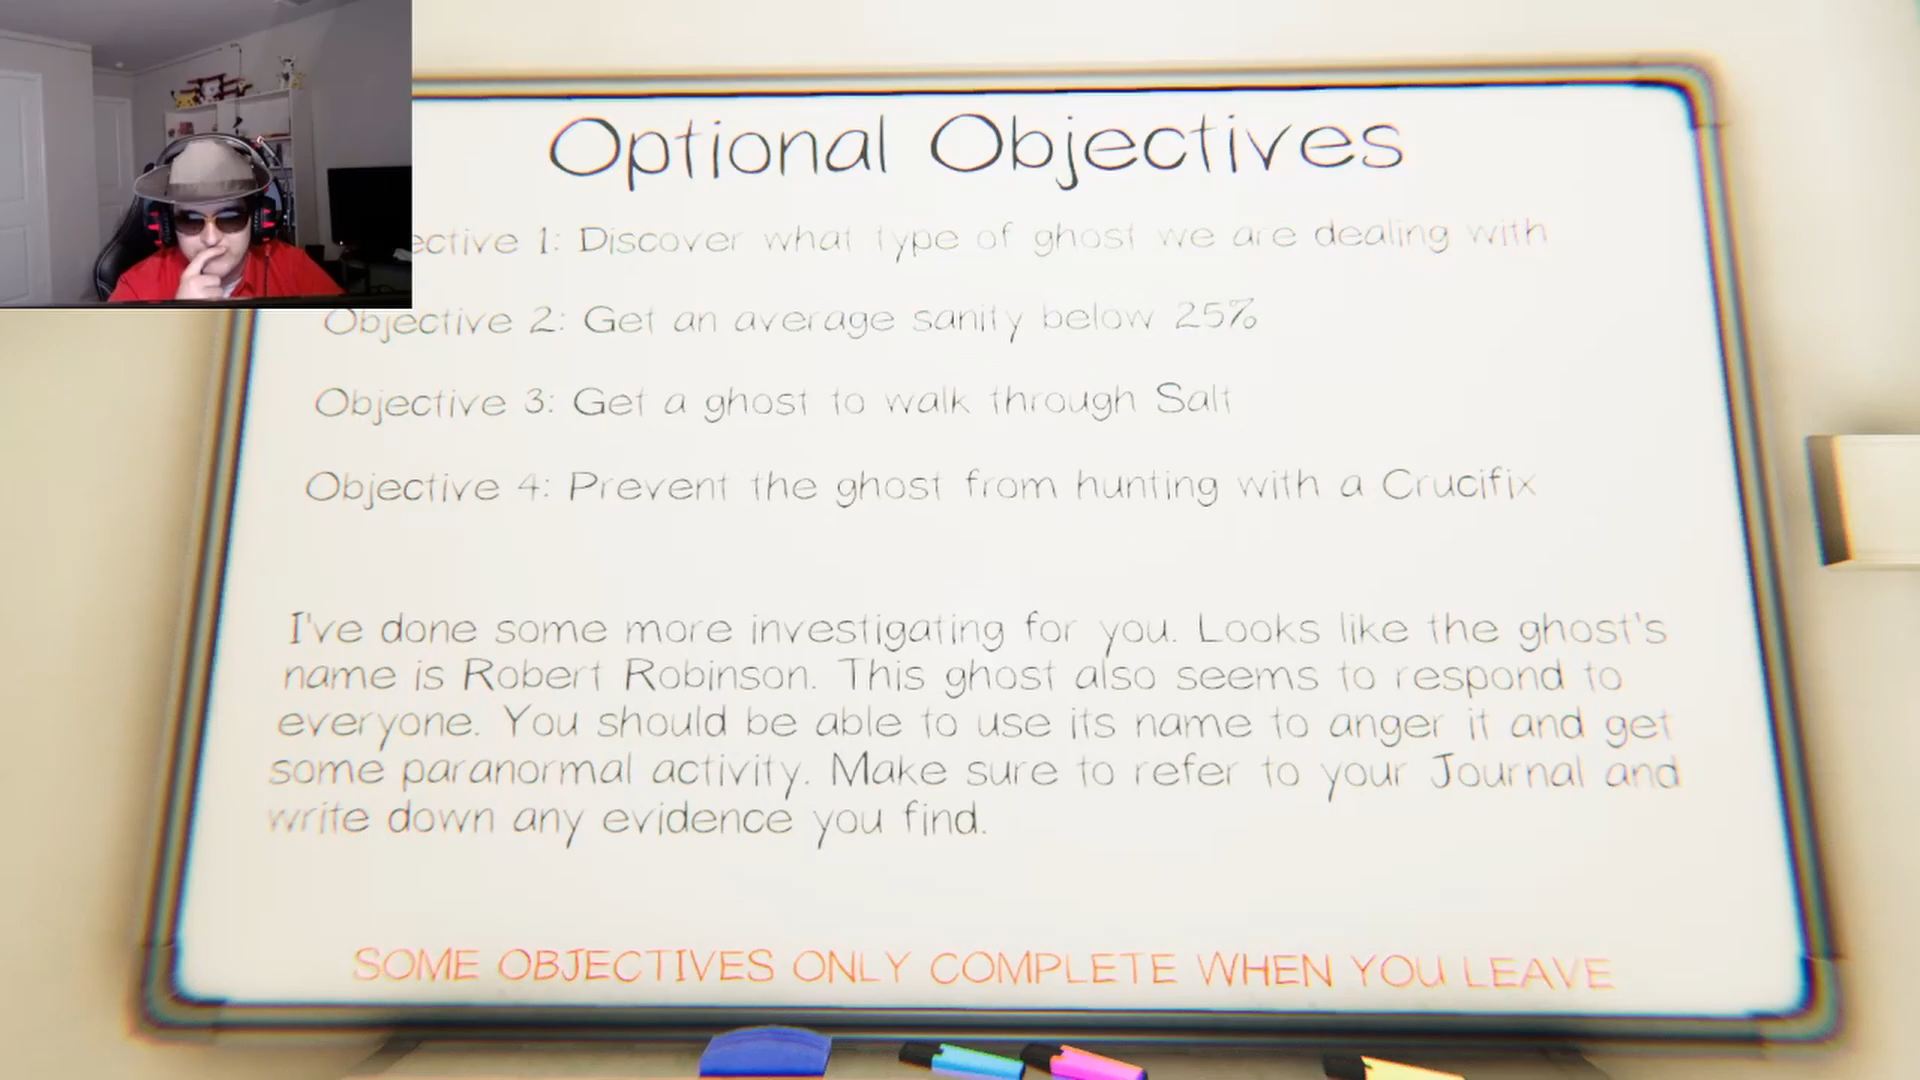 Optional Objectives
ective 1: Discover what type of ghost we are dealing with
Objective 2: Get an average sanity below 25%
Objective 3: Get a ghost to walk through Salt
Objective 4: Prevent the ghost from hunting with a Crucifix
I've done some more investigating for you. Looks like the ghost's
name is Robert Robinson. This ghost also seems to respond to
everyone. You should be able to use its name to anger it and get
some paranormal activity. Make sure to refer to your Journal and
write down any evidence you find.
SOME OBJECTIVES ONLY COMPLETE WHEN YOU LEAVE